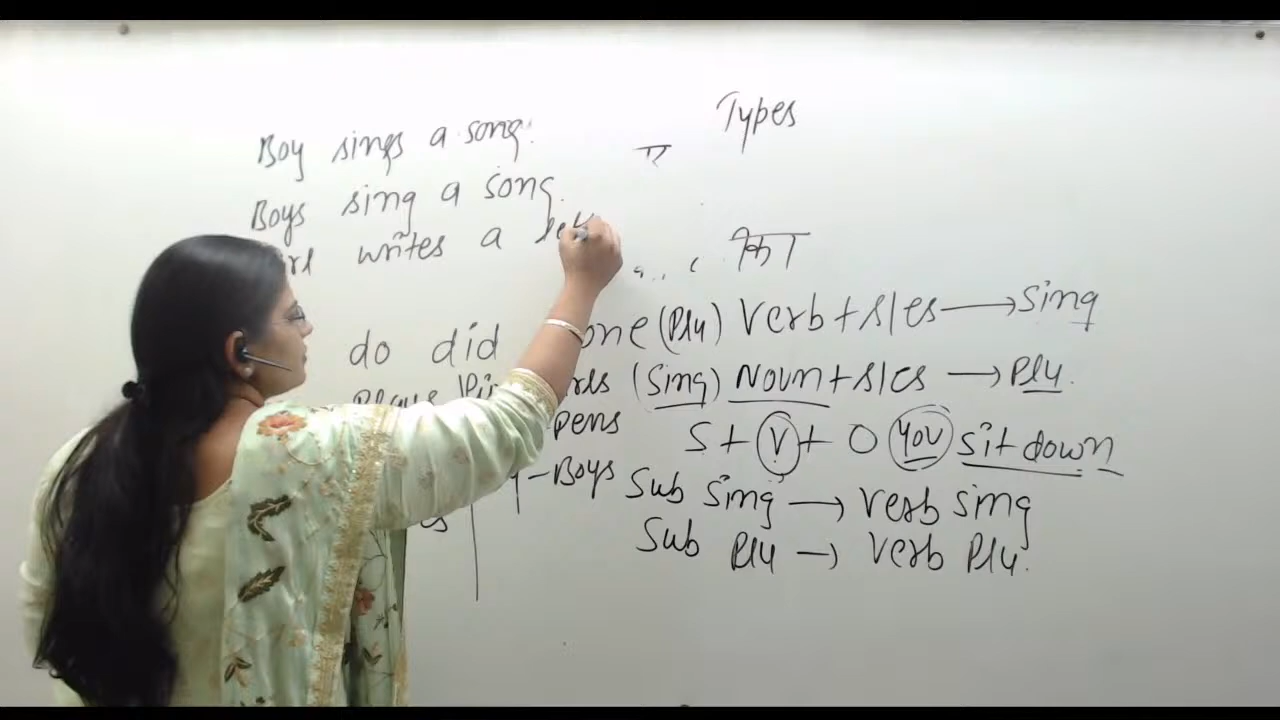 Types
Boy sings a song.
Boys sing a song.
writes a
का
do did one (Plu) Verb + s/es → Sing
Plays (Sing) Noun + s/es → Plu.
pens S + V + O YOU sit down
Boys Sub Sing → Verb sing
Sub Plu → Verb Plu.